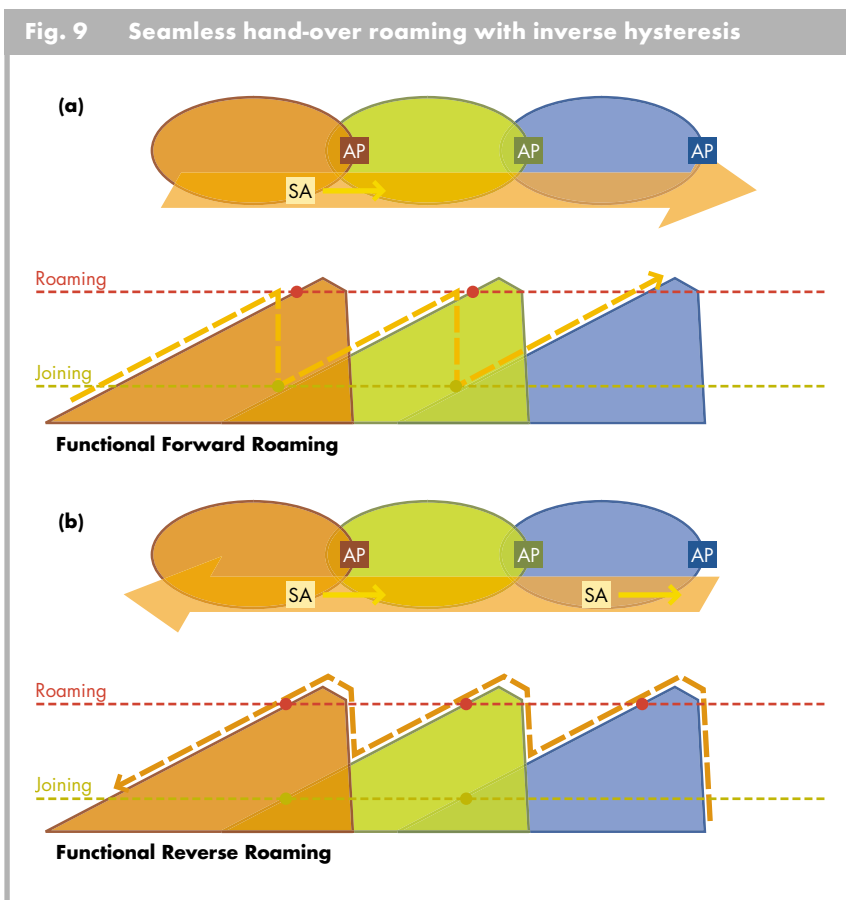 Fig. 9 Seamless hand-over roaming with inverse hysteresis
(a)
AP AP AP
SA
Roaming
Joining
Functional Forward Roaming
(b)
AP AP AP
SA SA
Roaming
Joining
Functional Reverse Roaming